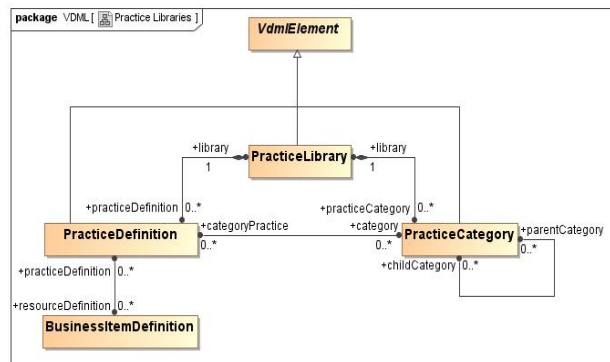 package VDML [ Practice Libraries ]
VdmlElement
+library
1
PracticeLibrary
+library
1
+practiceDefinition
0..*
+practiceCategory
0..*
PracticeDefinition
+categoryPractice
0..*
+category
0..*
PracticeCategory
+parentCategory
0..*
+childCategory
0..*
+practiceDefinition
0..*
+resourceDefinition
0..*
BusinessItemDefinition